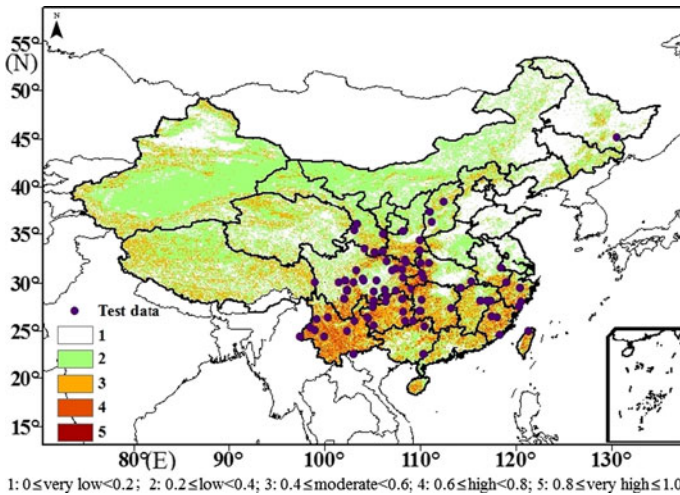 N
55°
(N)
50°
45°
40°
35°
30°
25°
20°
15°
Test data
1
2
3
4
5
80° (E) 90° 100° 110° 120° 130°
1: 0≤very low<0.2; 2: 0.2≤low<0.4; 3: 0.4≤moderate<0.6; 4: 0.6≤high<0.8; 5: 0.8≤very high≤1.0